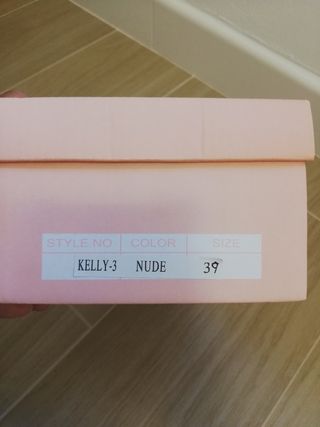 STYLE NO COLOR SIZE
KELLY-3 NUDE 39